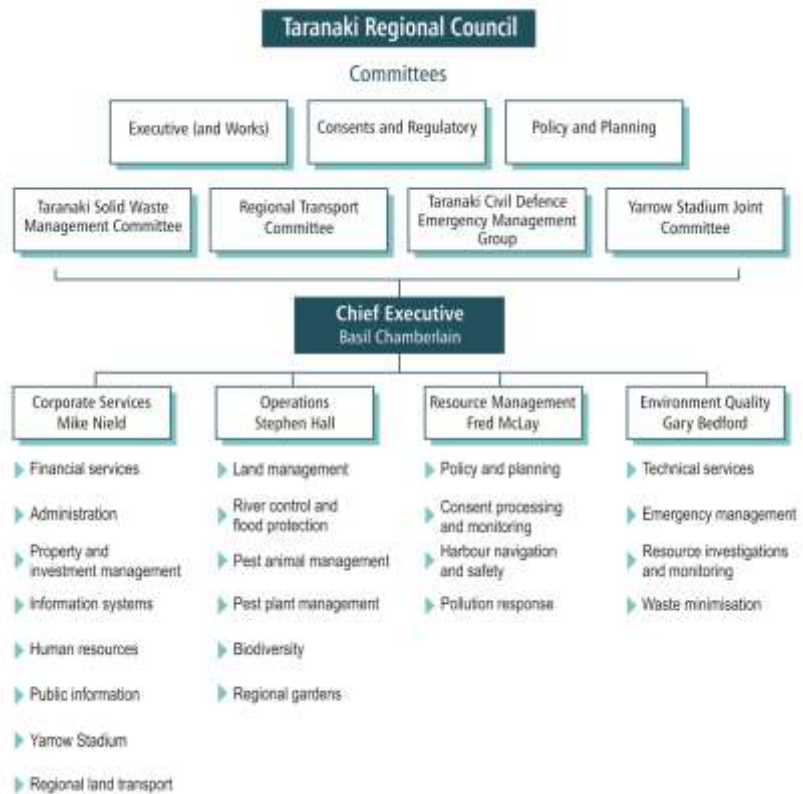 Taranaki Regional Council
Committees
Executive (and Works)
Consents and Regulatory
Policy and Planning
Taranaki Solid Waste
Management Committee
Regional Transport
Committee
Taranaki Civil Defence
Emergency Management
Group
Yarrow Stadium Joint
Committee
Chief Executive
Basil Chamberlain
Corporate Services
Mike Nield
Financial services
Administration
Property and
investment management
Information systems
Human resources
Public information
Yarrow Stadium
Regional land transport
Operations
Stephen Hall
Land management
River control and
flood protection
Pest animal management
Pest plant management
Biodiversity
Regional gardens
Resource Management
Fred McLay
Policy and planning
Consent processing
and monitoring
Harbour navigation
and safety
Pollution response
Environment Quality
Gary Bedford
Technical services
Emergency management
Resource investigations
and monitoring
Waste minimisation